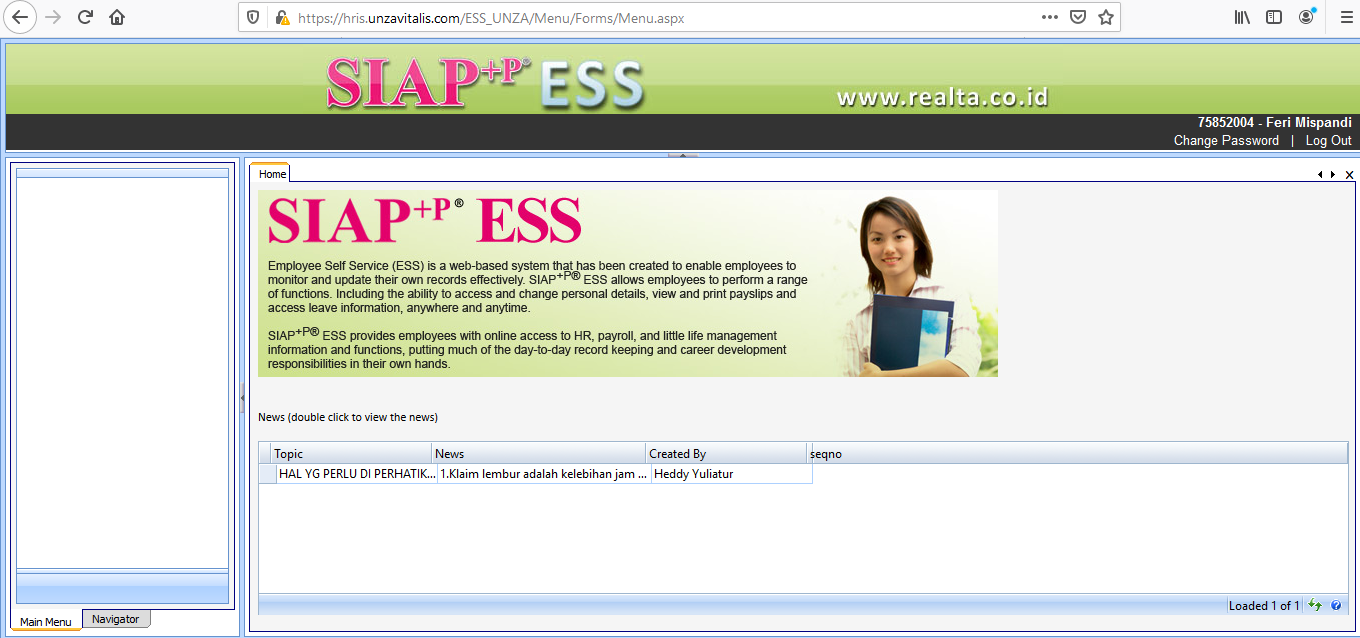 https://hris.unzavitalis.com/ESS_UNZA/Menu/Forms/Menu.aspx
SIAP+P® ESS
www.realta.co.id
75852004 - Feri Mispandi
Change Password | Log Out
Home
SIAP+P® ESS
Employee Self Service (ESS) is a web-based system that has been created to enable employees to
monitor and update their own records effectively. SIAP+P® ESS allows employees to perform a range
of functions. Including the ability to access and change personal details, view and print payslips and
access leave information, anywhere and anytime.
SIAP+P® ESS provides employees with online access to HR, payroll, and little life management
information and functions, putting much of the day-to-day record keeping and career development
responsibilities in their own hands.
News (double click to view the news)
Topic News Created By seqno
HAL YG PERLU DI PERHATIK... 1.Klaim lembur adalah kelebihan jam ... Heddy Yuliatur
Loaded 1 of 1
Main Menu Navigator